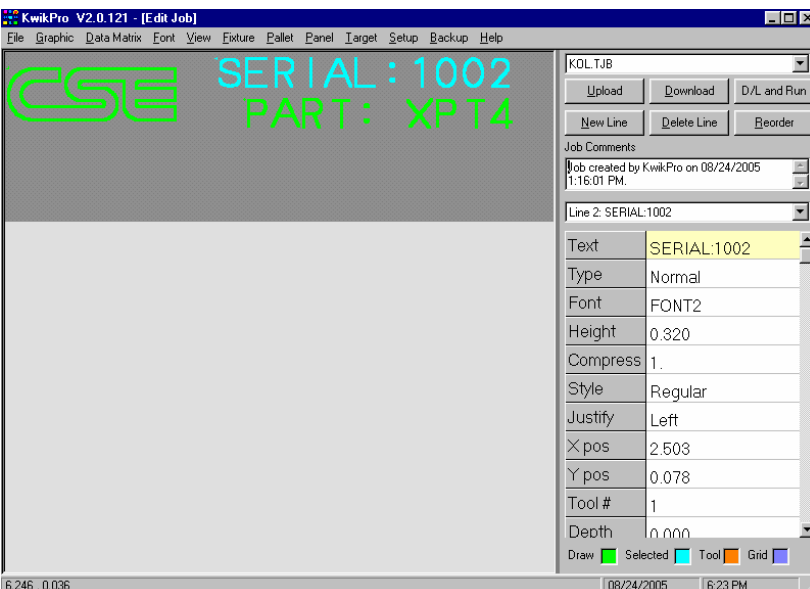 KwikPro V2.0.121 - [Edit Job]
File Graphic Data Matrix Font View Fixture Pallet Panel Target Setup Backup Help
CSE
SERIAL:1002
PART: XPT4
KOL.TJB
Upload Download D/L and Run
New Line Delete Line Reorder
Job Comments
Job created by KwikPro on 08/24/2005
1:16:01 PM.
Line 2: SERIAL:1002
Text SERIAL:1002
Type Normal
Font FONT2
Height 0.320
Compress 1.
Style Regular
Justify Left
X pos 2.503
Y pos 0.078
Tool # 1
Depth 0.000
Draw Selected Tool Grid
6.246 0.036 08/24/2005 6:23 PM